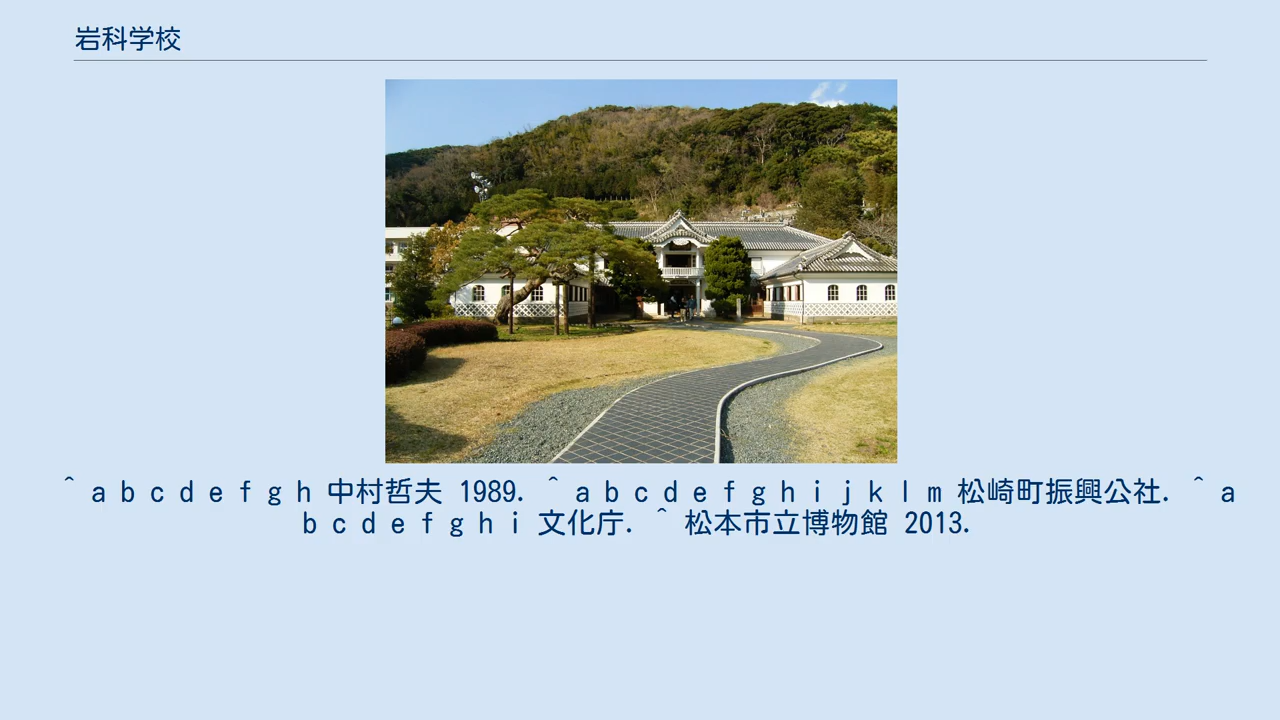 岩科学校
^ a b c d e f g h 中村哲夫 1989. ^ a b c d e f g h i j k l m 松崎町振興公社. ^ a
b c d e f g h i 文化庁. ^ 松本市立博物館 2013.